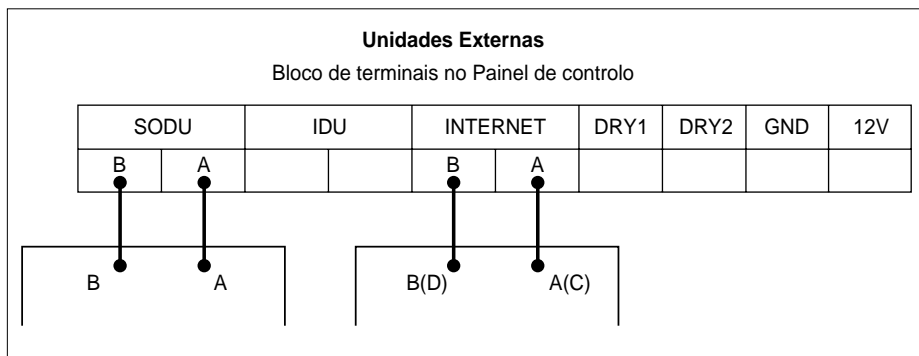 Unidades Externas
Bloco de terminais no Painel de controlo
SODU IDU INTERNET DRY1 DRY2 GND 12V
B A B A
B A B(D) A(C)